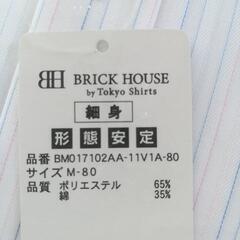 BH BRICK HOUSE
by Tokyo Shirts
細身
形態安定
品番 BM017102AA-11V1A-80
サイズ M-80
品質 ポリエステル 65%
綿 35%